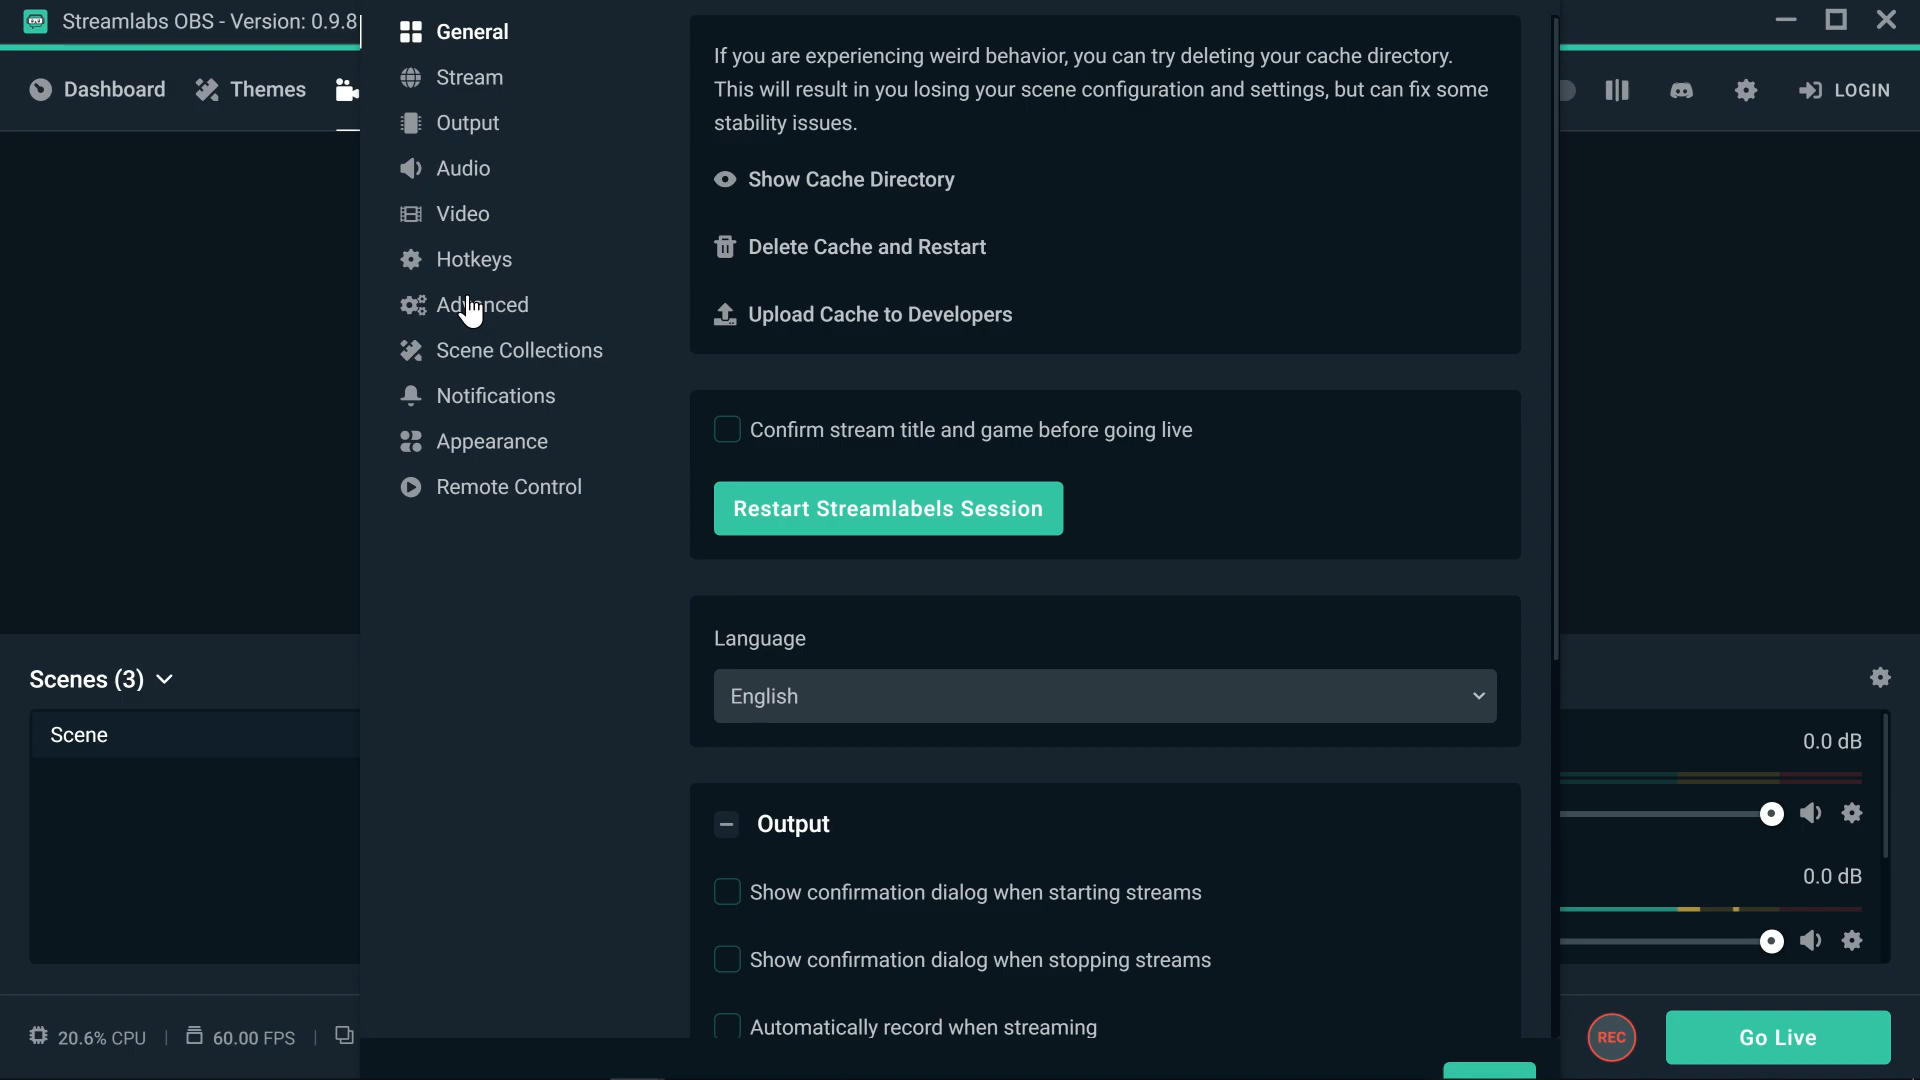 Streamlabs OBS - Version: 0.9.8
Dashboard
Themes
LOGIN
General
Stream
Output
Audio
Video
Hotkeys
Advanced
Scene Collections
Notifications
Appearance
Remote Control
If you are experiencing weird behavior, you can try deleting your cache directory.
This will result in you losing your scene configuration and settings, but can fix some
stability issues.
Show Cache Directory
Delete Cache and Restart
Upload Cache to Developers
Confirm stream title and game before going live
Restart Streamlabels Session
Language
English
Output
Show confirmation dialog when starting streams
Show confirmation dialog when stopping streams
Automatically record when streaming
Scenes (3)
Scene
0.0 dB
0.0 dB
20.6% CPU
60.00 FPS
REC
Go Live